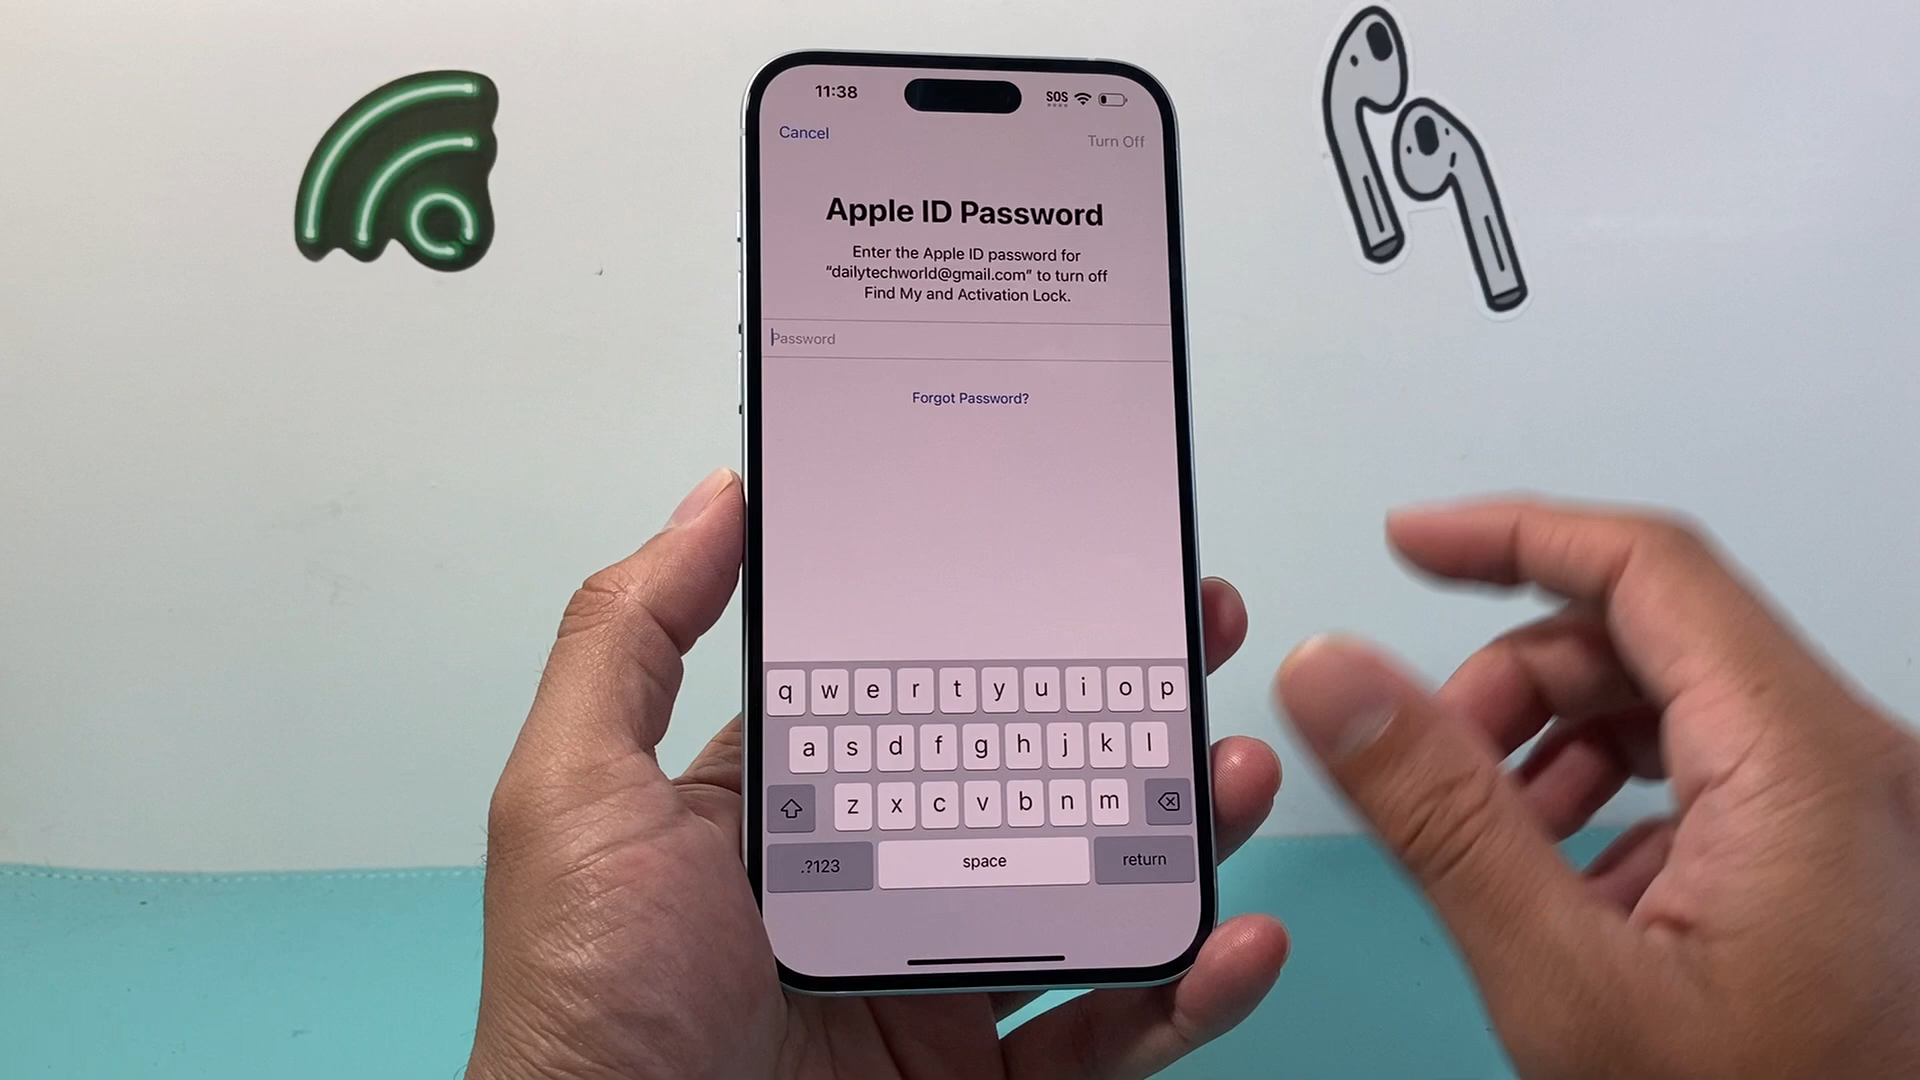 11:38
SOS
Cancel
Turn Off
Apple ID Password
Enter the Apple ID password for
“dailytechworld@gmail.com” to turn off
Find My and Activation Lock.
Password
Forgot Password?
q w e r t y u i o p
a s d f g h j k l
z x c v b n m
.?123
space
return